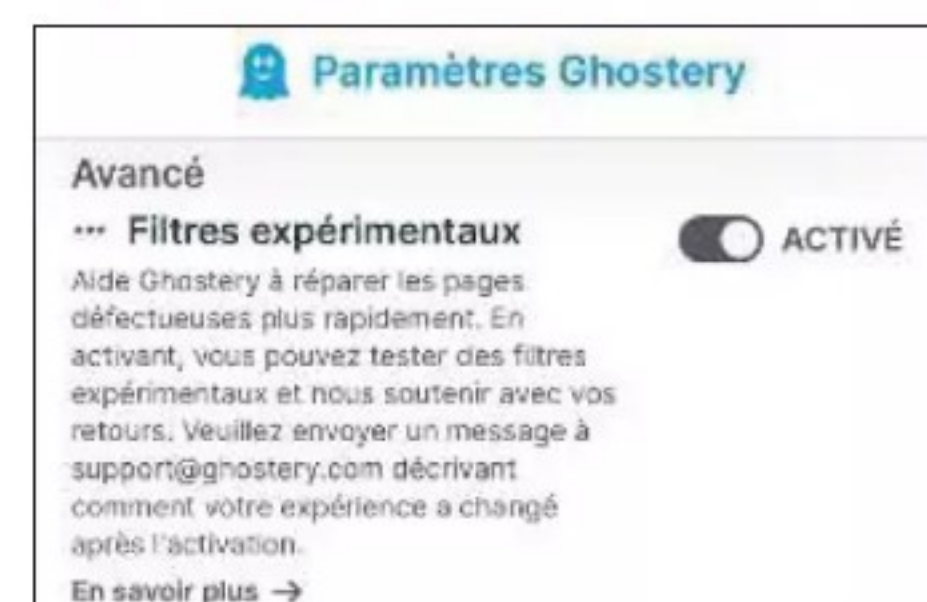 Paramètres Ghostery
Avancé
··· Filtres expérimentaux
ACTIVÉ
Aide Ghostery à réparer les pages
défectueuses plus rapidement. En
activant, vous pouvez tester des filtres
expérimentaux et nous soutenir avec vos
retours. Veuillez envoyer un message à
support@ghostery.com décrivant
comment votre expérience a changé
après l'activation.
En savoir plus →